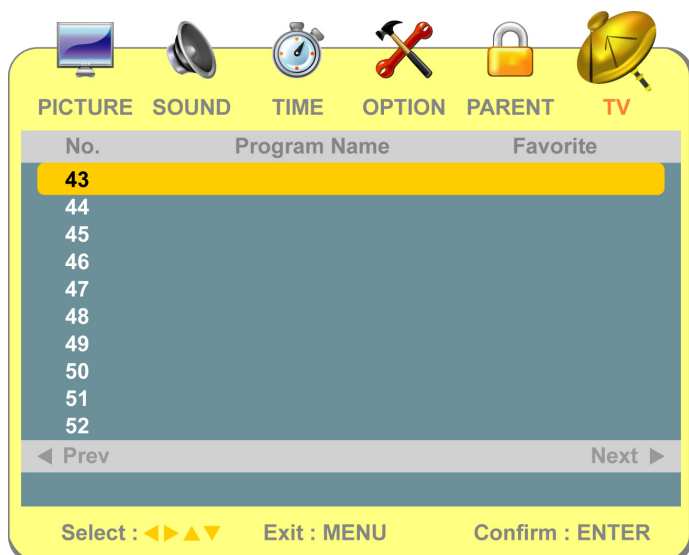 PICTURE SOUND TIME OPTION PARENT TV
No. Program Name Favorite
43
44
45
46
47
48
49
50
51
52
◀ Prev Next ▶
Select : ◀▶▲▼ Exit : MENU Confirm : ENTER